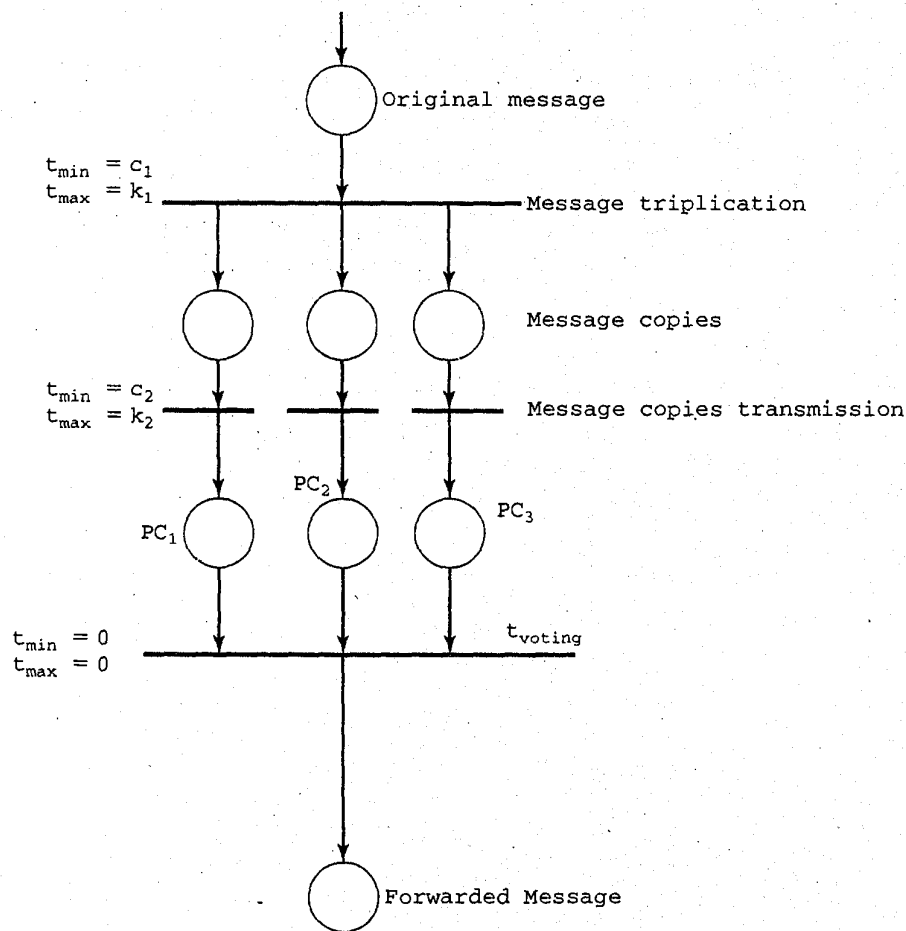 Original message
t_min = c_1
t_max = k_1
Message triplication
Message copies
t_min = c_2
t_max = k_2
Message copies transmission
PC_2
PC_3
PC_1
t_voting
t_min = 0
t_max = 0
Forwarded Message